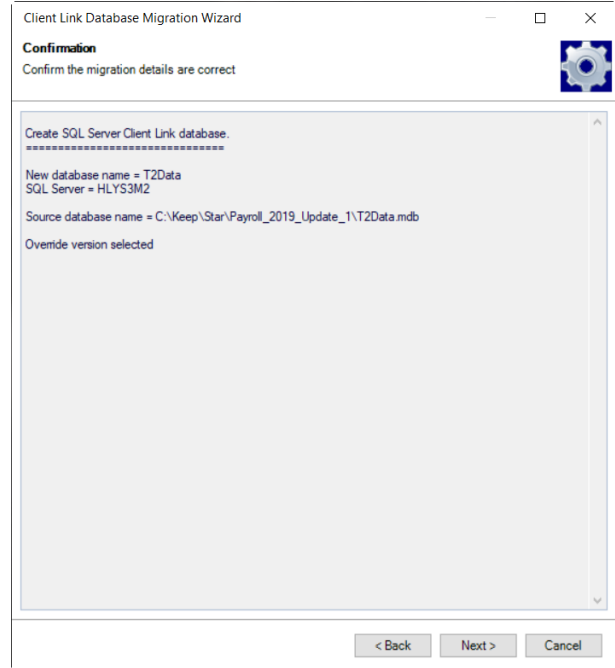 Client Link Database Migration Wizard
Confirmation
Confirm the migration details are correct
Create SQL Server Client Link database.
===============================
New database name = T2Data
SQL Server = HLYS3M2
Source database name = C:\Keep\Star\Payroll_2019_Update_1\T2Data.mdb
Override version selected
< Back
Next >
Cancel